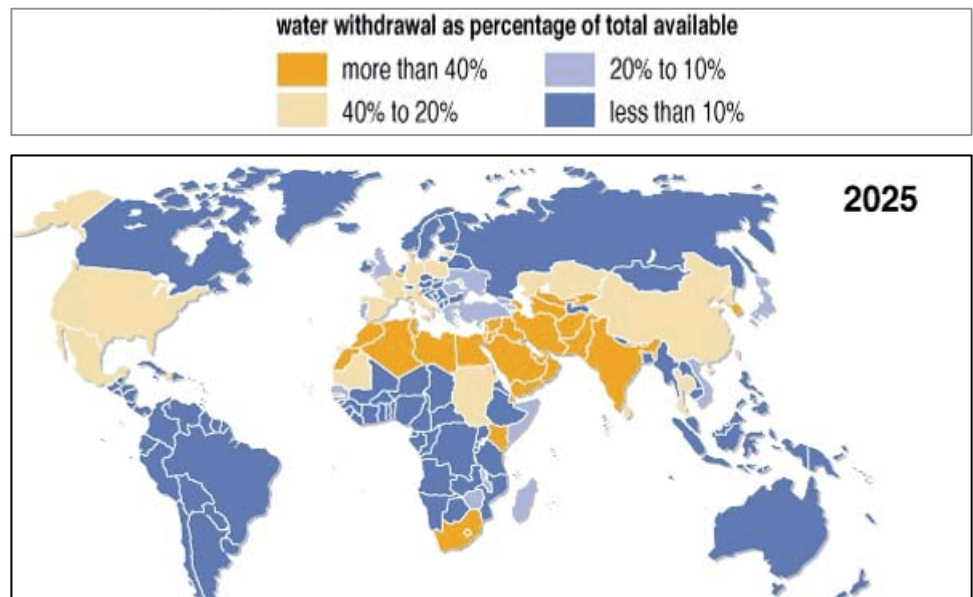 water withdrawal as percentage of total available
more than 40%
20% to 10%
40% to 20%
less than 10%
2025